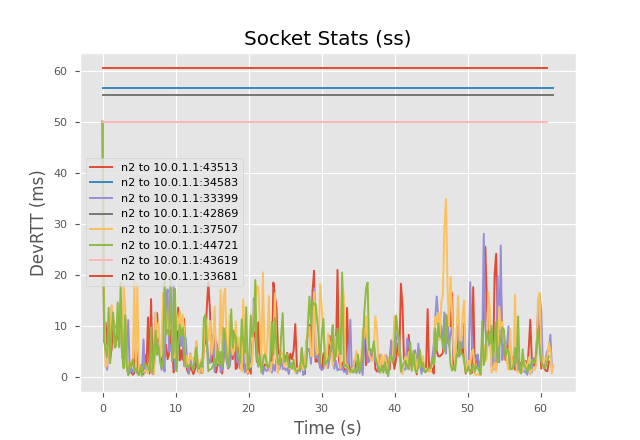 Socket Stats (ss)
DevRTT (ms)
60
50
40
30
20
10
0
n2 to 10.0.1.1:43513
n2 to 10.0.1.1:34583
n2 to 10.0.1.1:33399
n2 to 10.0.1.1:42869
n2 to 10.0.1.1:37507
n2 to 10.0.1.1:44721
n2 to 10.0.1.1:43619
n2 to 10.0.1.1:33681
0 10 20 30 40 50 60
Time (s)